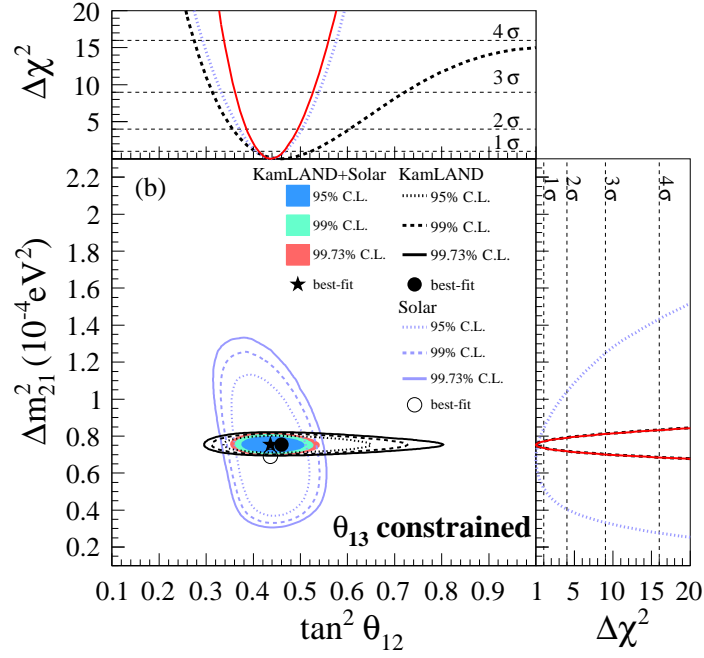 20
15
10
5
Δχ²
4 σ
3 σ
2 σ
1 σ
(b)
KamLAND+Solar
95% C.L.
99% C.L.
99.73% C.L.
best-fit
KamLAND
95% C.L.
99% C.L.
99.73% C.L.
best-fit
Solar
95% C.L.
99% C.L.
99.73% C.L.
best-fit
θ₁₃ constrained
2.2
2
1.8
1.6
1.4
1.2
1
0.8
0.6
0.4
0.2
Δm²₂₁ (10⁻⁴eV²)
1σ
2σ
3σ
4σ
0.1 0.2 0.3 0.4 0.5 0.6 0.7 0.8 0.9 1 5 10 15 20
tan² θ₁₂
Δχ²